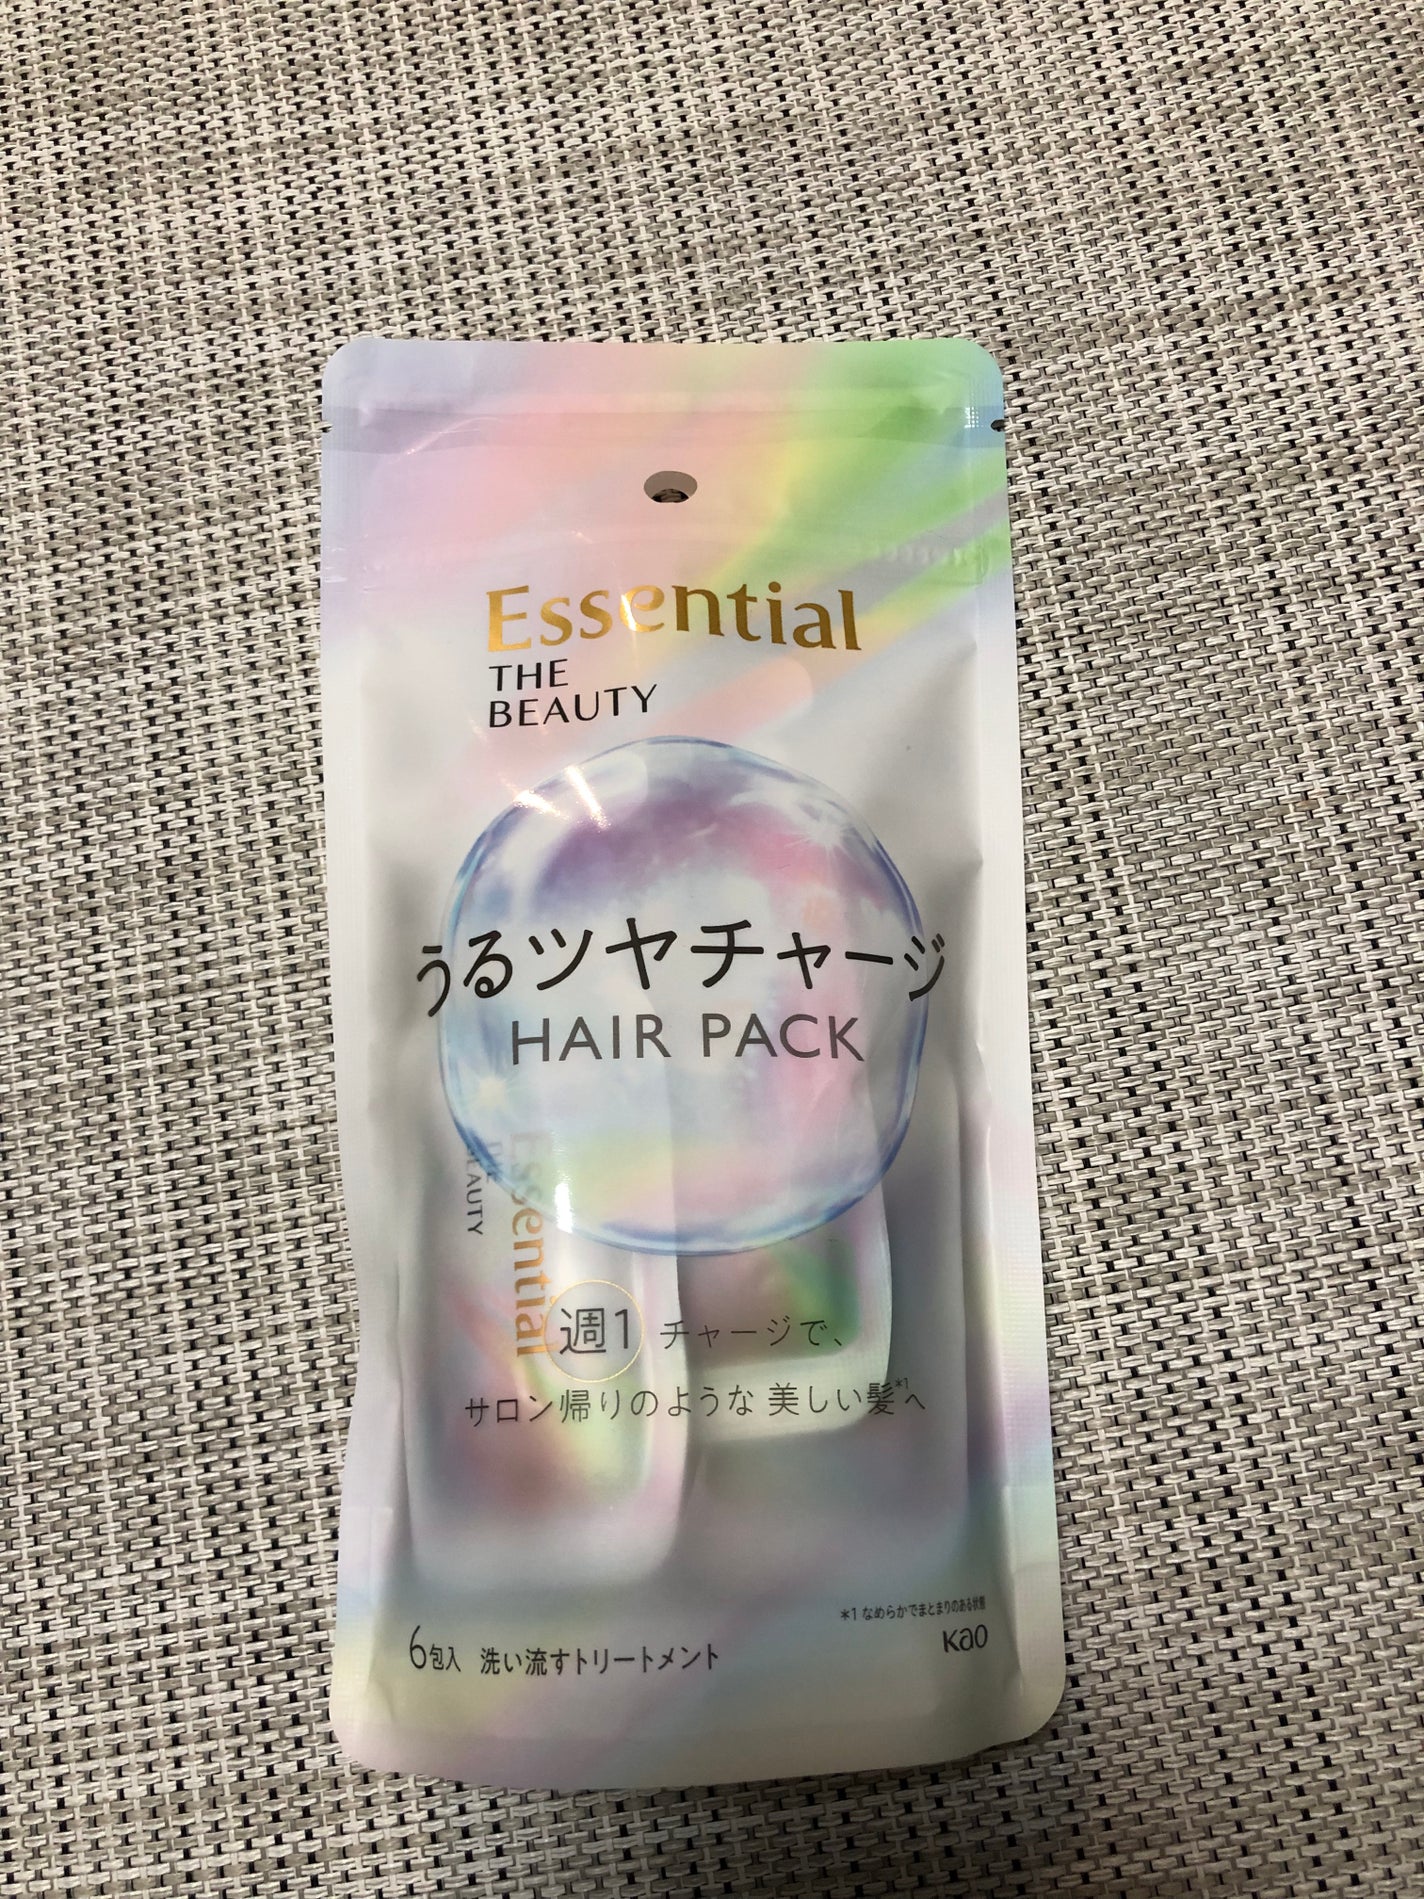 Essential
THE
BEAUTY
うるツヤチャージ
HAIR PACK
Essential
THE
BEAUTY
週1 チャージで、
サロン帰りのような 美しい髪*1へ
*1 なめらかでまとまりのある状態
Kao
6包入 洗い流すトリートメント